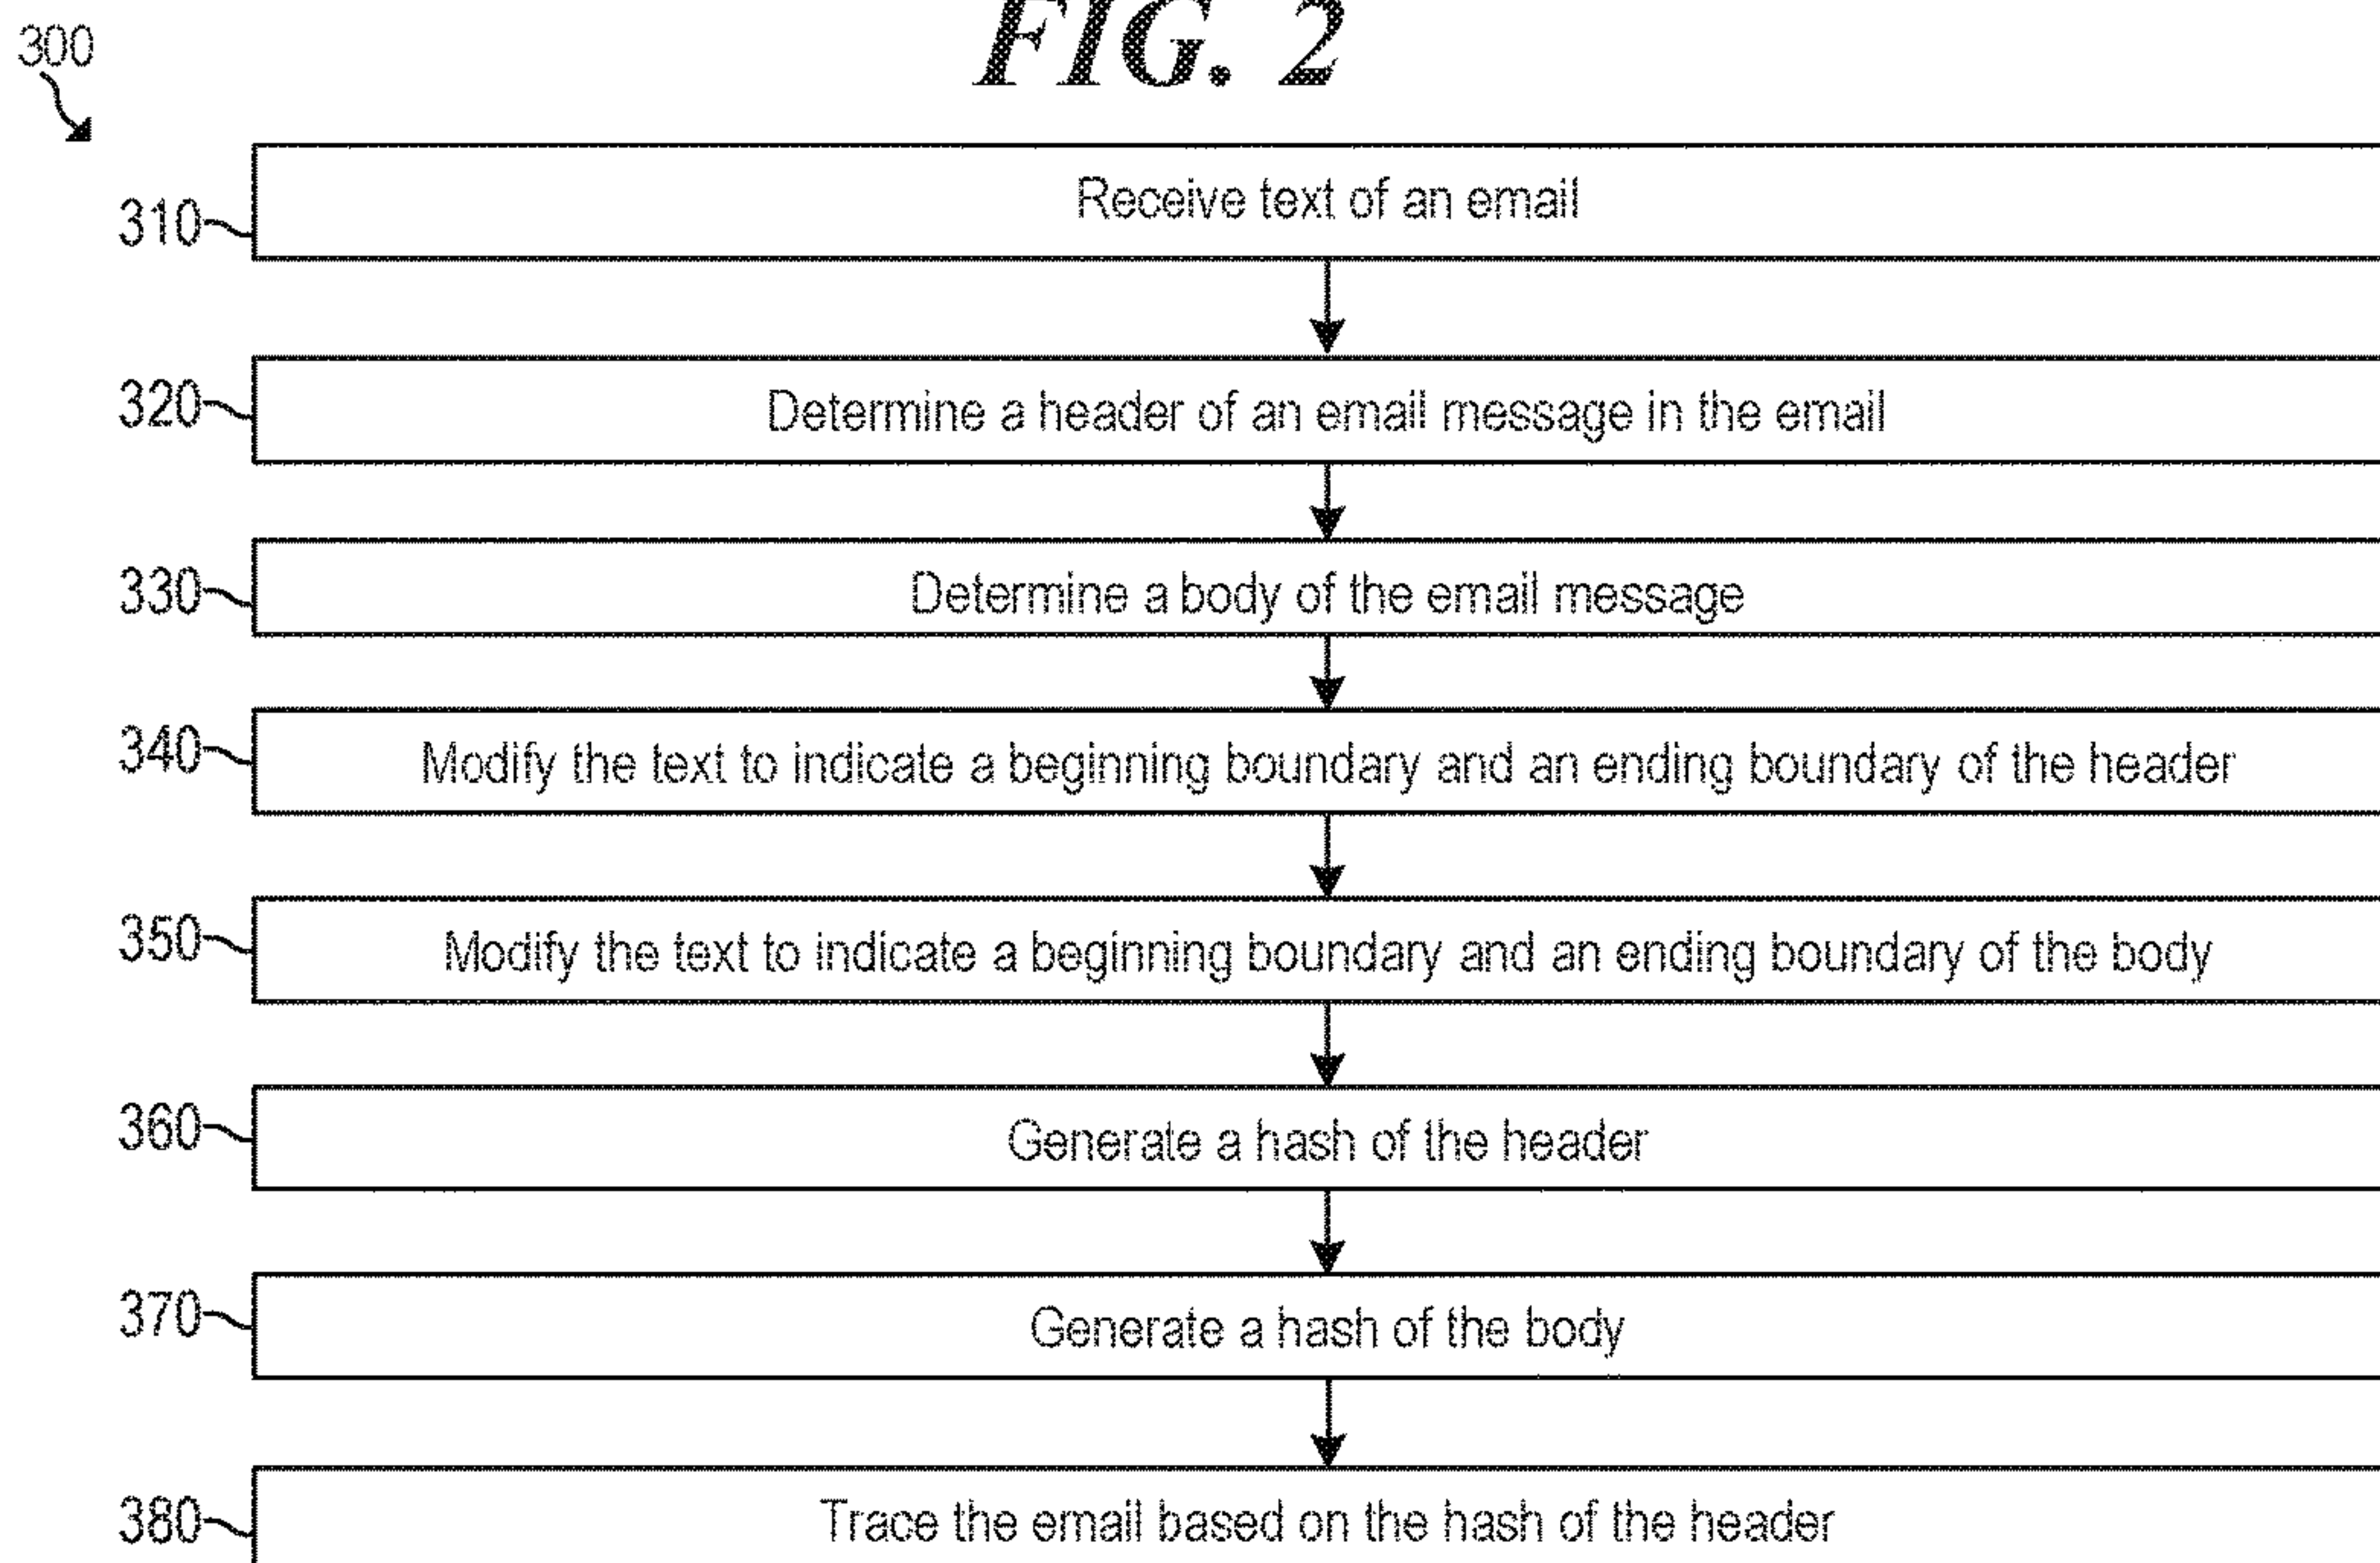 FIG. 2
300
310 Receive text of an email
320 Determine a header of an email message in the email
330 Determine a body of the email message
340 Modify the text to indicate a beginning boundary and an ending boundary of the header
350 Modify the text to indicate a beginning boundary and an ending boundary of the body
360 Generate a hash of the header
370 Generate a hash of the body
380 Trace the email based on the hash of the header